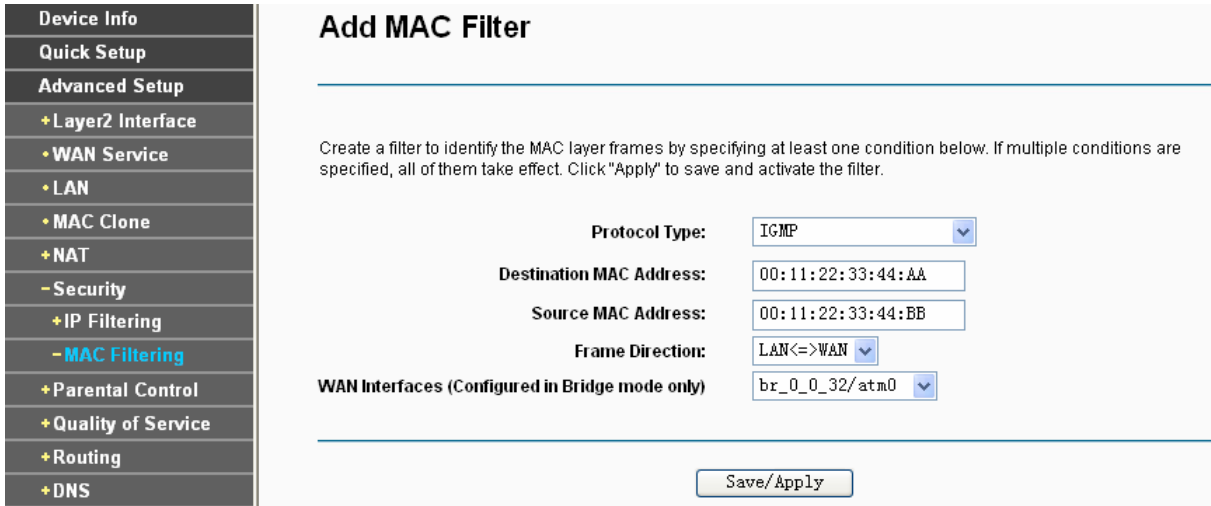 Device Info
Quick Setup
Advanced Setup
+Layer2 Interface
•WAN Service
•LAN
•MAC Clone
+NAT
-Security
+IP Filtering
-MAC Filtering
+Parental Control
+Quality of Service
+Routing
+DNS
Add MAC Filter
Create a filter to identify the MAC layer frames by specifying at least one condition below. If multiple conditions are
specified, all of them take effect. Click "Apply" to save and activate the filter.
Protocol Type: IGMP
Destination MAC Address: 00:11:22:33:44:AA
Source MAC Address: 00:11:22:33:44:BB
Frame Direction: LAN<=>WAN
WAN Interfaces (Configured in Bridge mode only) br_0_0_32/atm0
Save/Apply